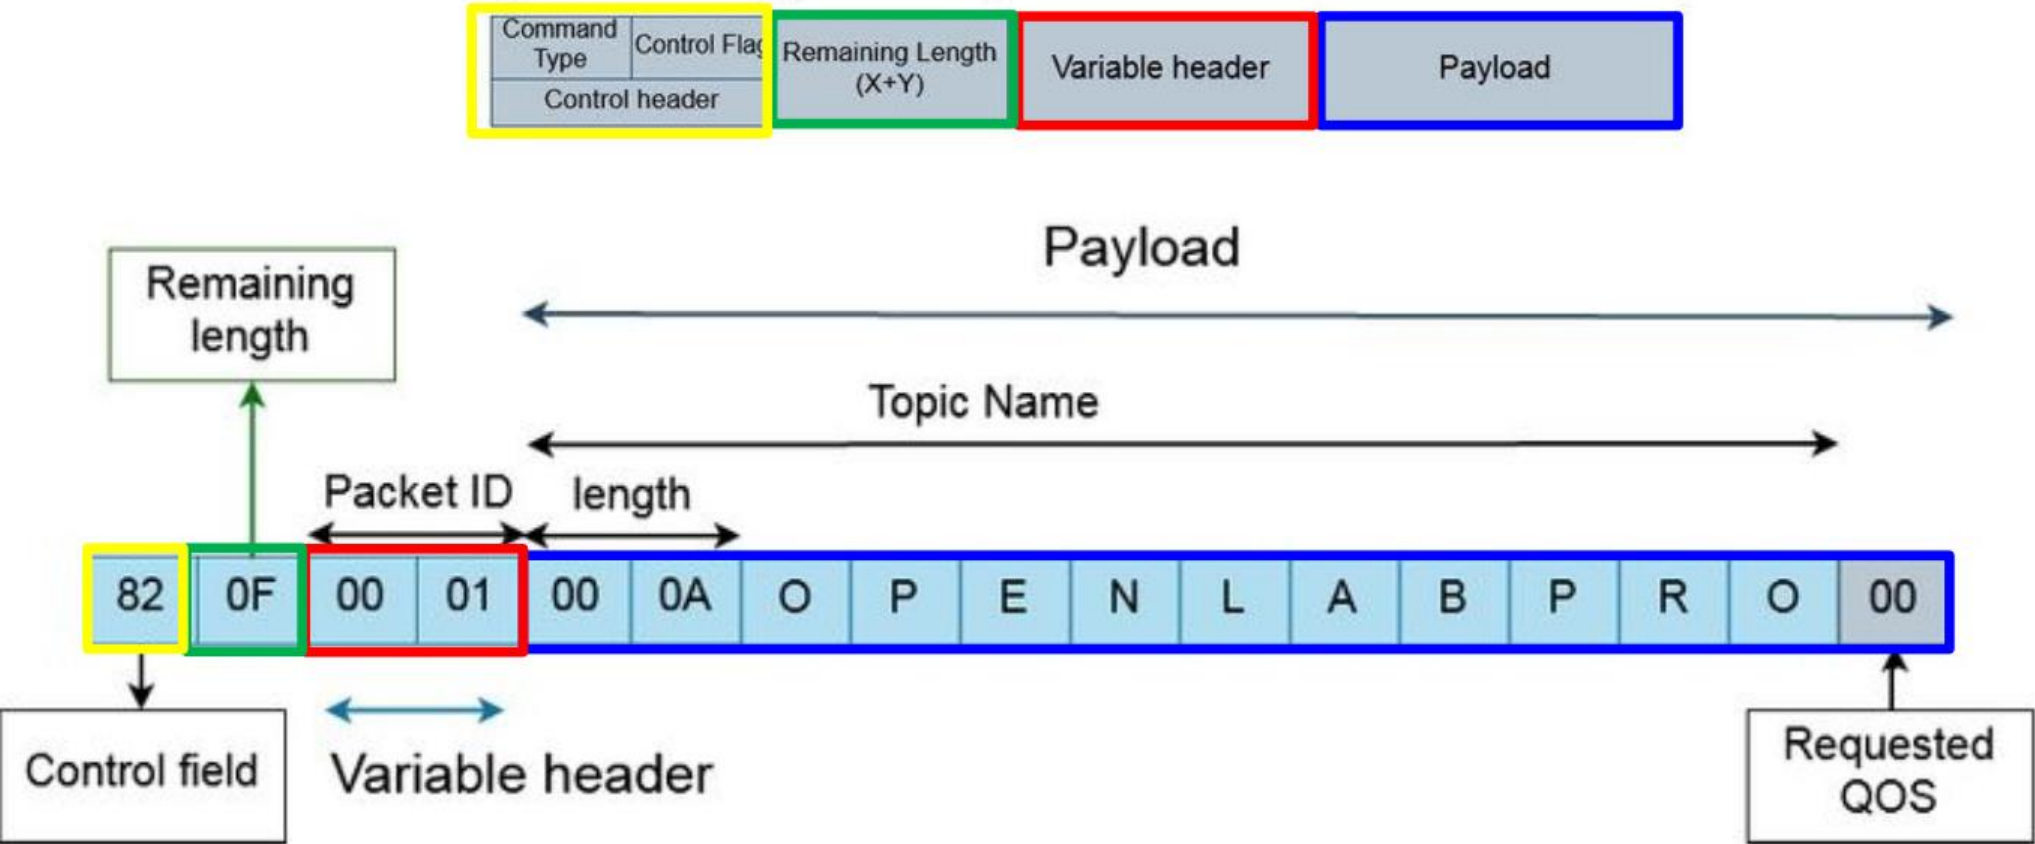 Command
Type
Control Flag
Control header
Remaining Length
(X+Y)
Variable header
Payload
Payload
Remaining
length
Topic Name
Packet ID
length
82 0F 00 01 00 0A O P E N L A B P R O 00
Control field
Variable header
Requested
QOS